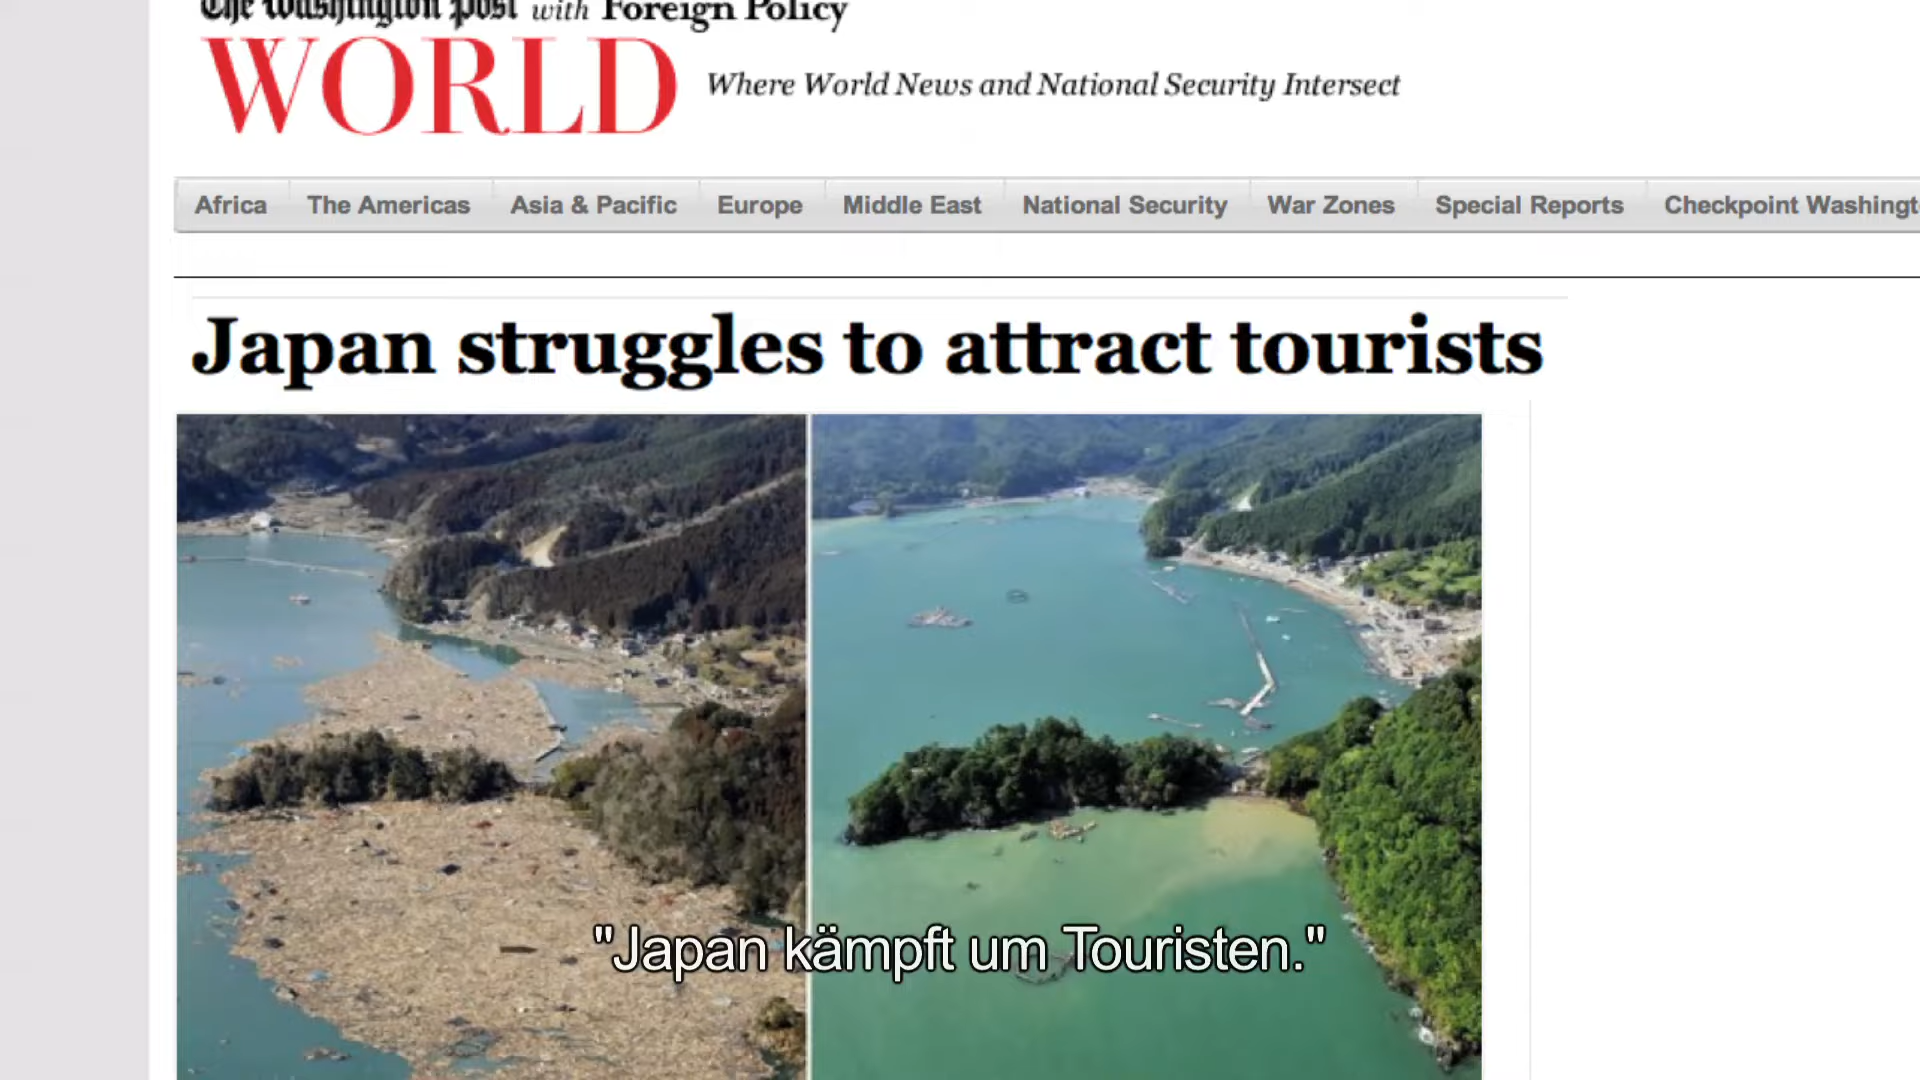 The Washington Post with Foreign Policy
WORLD Where World News and National Security Intersect
Africa The Americas Asia & Pacific Europe Middle East National Security War Zones Special Reports Checkpoint
Japan struggles to attract tourists
"Japan kämpft um Touristen."